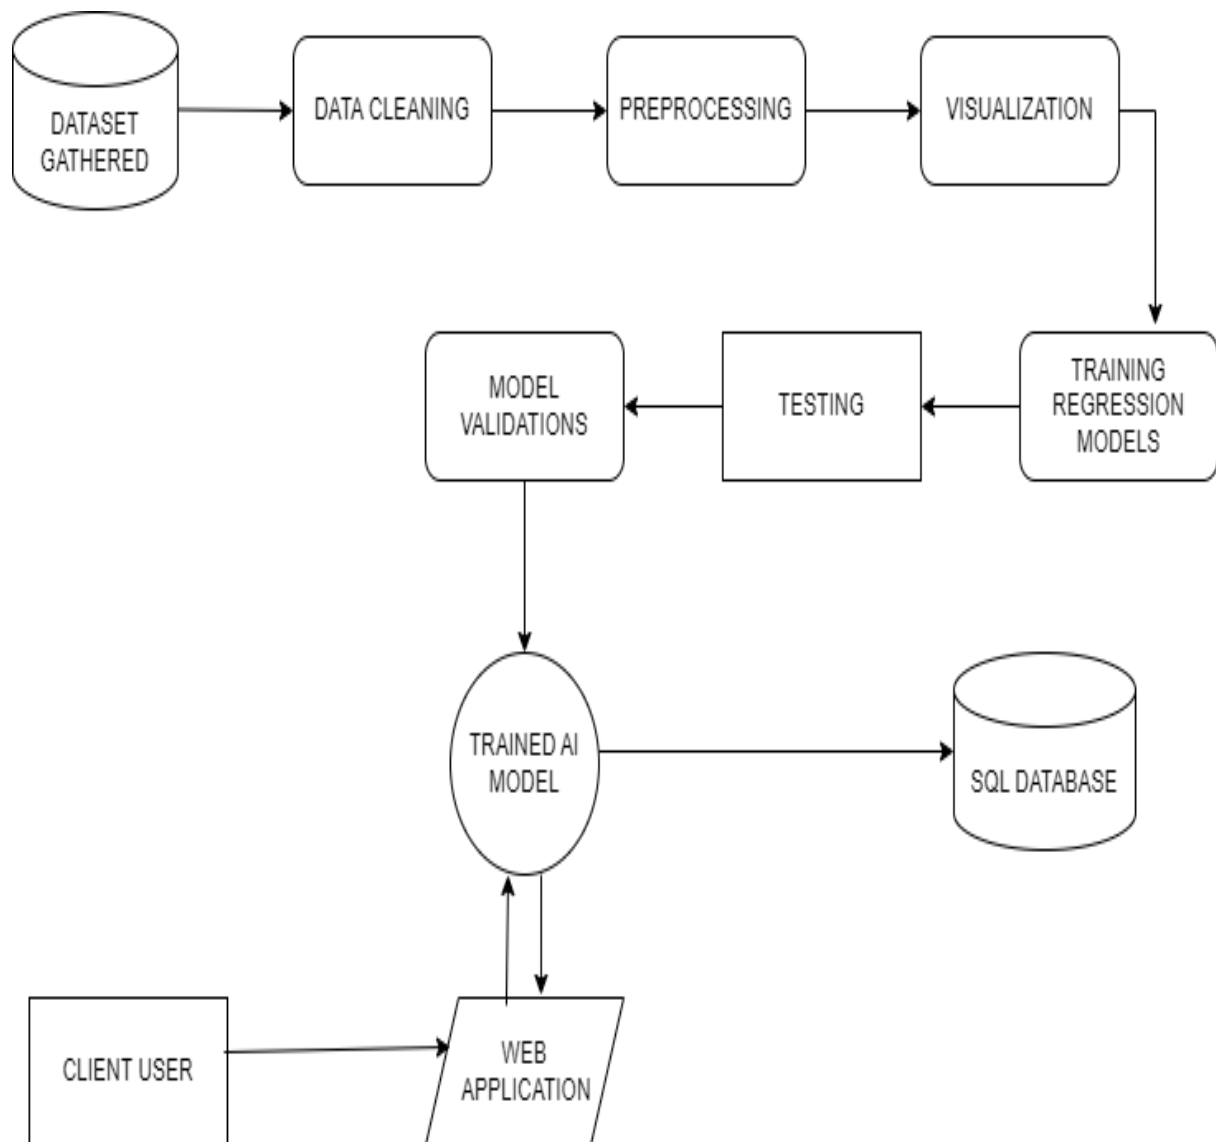 DATASET
GATHERED
DATA CLEANING
PREPROCESSING
VISUALIZATION
TRAINING
REGRESSION
MODELS
TESTING
MODEL
VALIDATIONS
TRAINED AI
MODEL
SQL DATABASE
CLIENT USER
WEB
APPLICATION